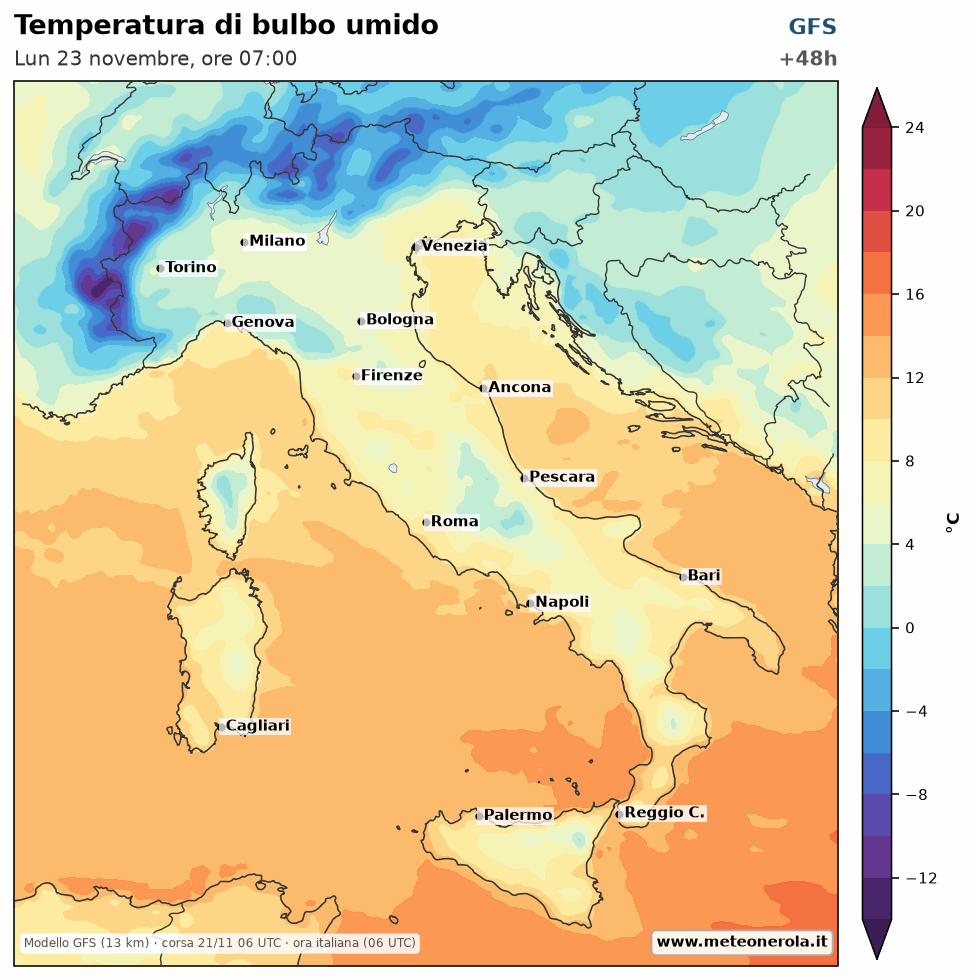 Temperatura di bulbo umido
GFS
Lun 23 novembre, ore 07:00
+48h
Milano
Venezia
Torino
Genova
Bologna
Firenze
Ancona
Pescara
Roma
Bari
Napoli
Cagliari
Palermo
Reggio C.
24
20
16
12
8
4
0
−4
−8
−12
°C
Modello GFS (13 km) · corsa 21/11 06 UTC · ora italiana (06 UTC)
www.meteonerola.it